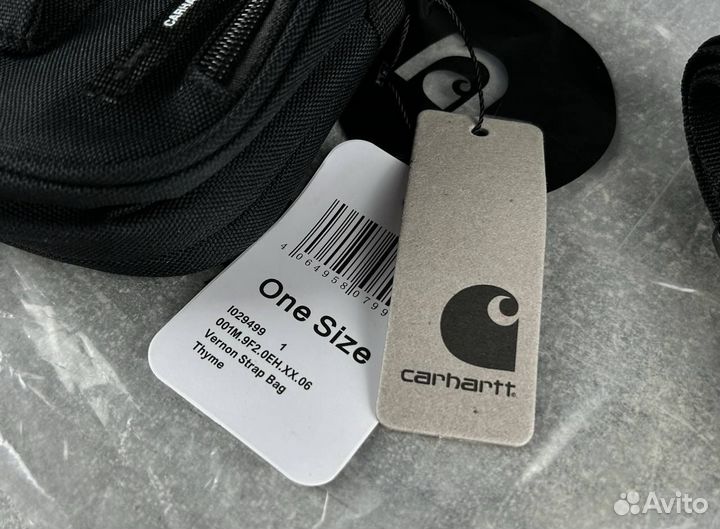 4 064958 0799
One Size
I029499 1
001M.9F2.0EH.XX.06
Vernon Strap Bag
Thyme
carhartt
Avito